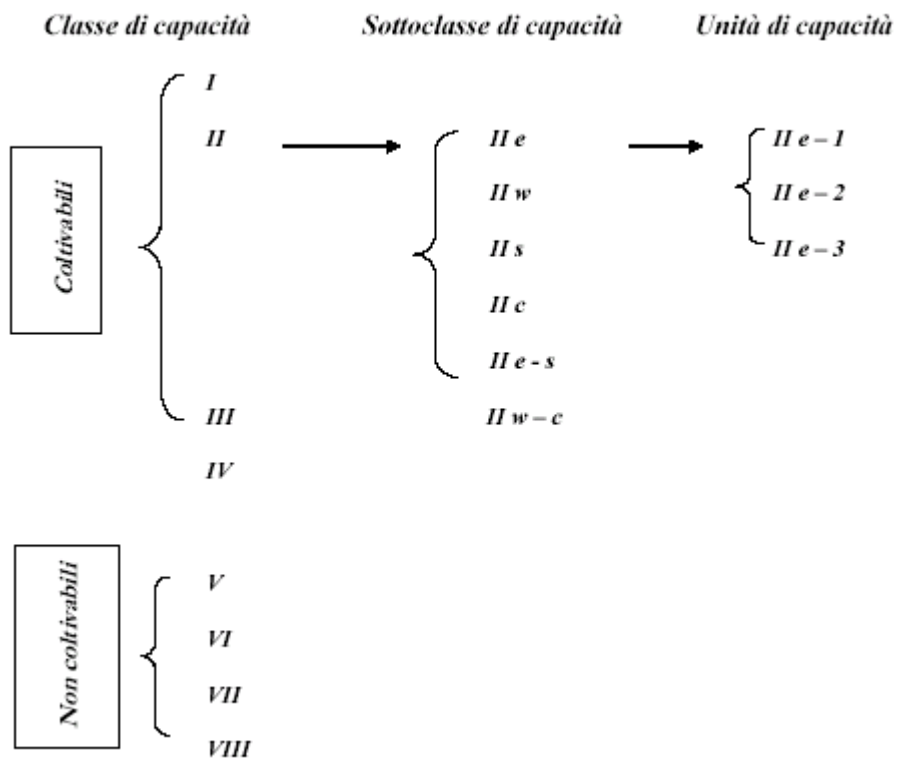 Classe di capacità Sottoclasse di capacità Unità di capacità
I
II II e II e – 1
II w II e – 2
Coltivabili II s II e – 3
II c
II e - s
III II w – c
IV
V
VI
Non coltivabili
VII
VIII